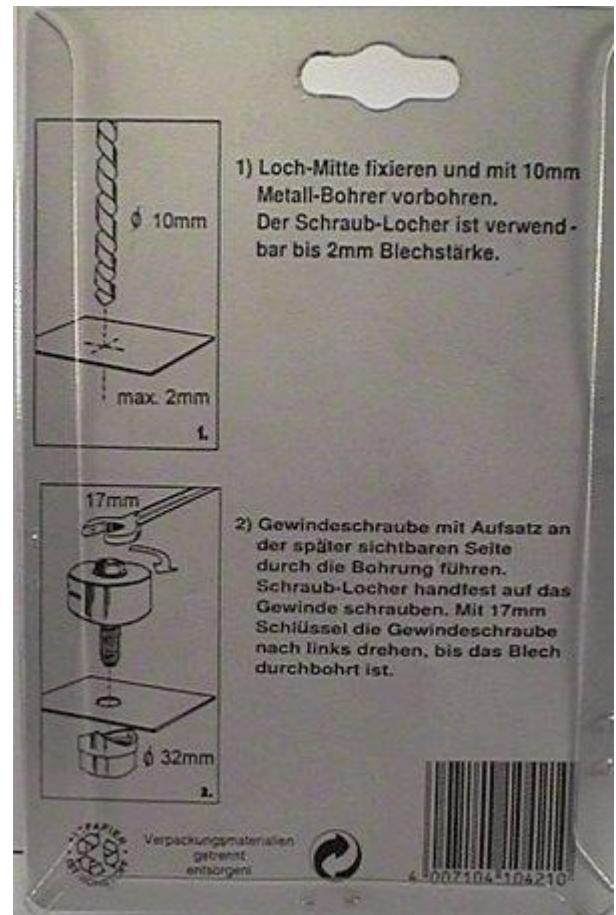 1) Loch-Mitte fixieren und mit 10mm
Metall-Bohrer vorbohren.
Der Schraub-Locher ist verwend-
bar bis 2mm Blechstärke.
ϕ 10mm
max. 2mm
1.
17mm
2) Gewindeschraube mit Aufsatz an
der später sichtbaren Seite
durch die Bohrung führen.
Schraub-Locher handfest auf das
Gewinde schrauben. Mit 17mm
Schlüssel die Gewindeschraube
nach links drehen, bis das Blech
durchbohrt ist.
ϕ 32mm
2.
PAPIER
Verpackungsmaterialien
getrennt
entsorgen!
4 007104 104210